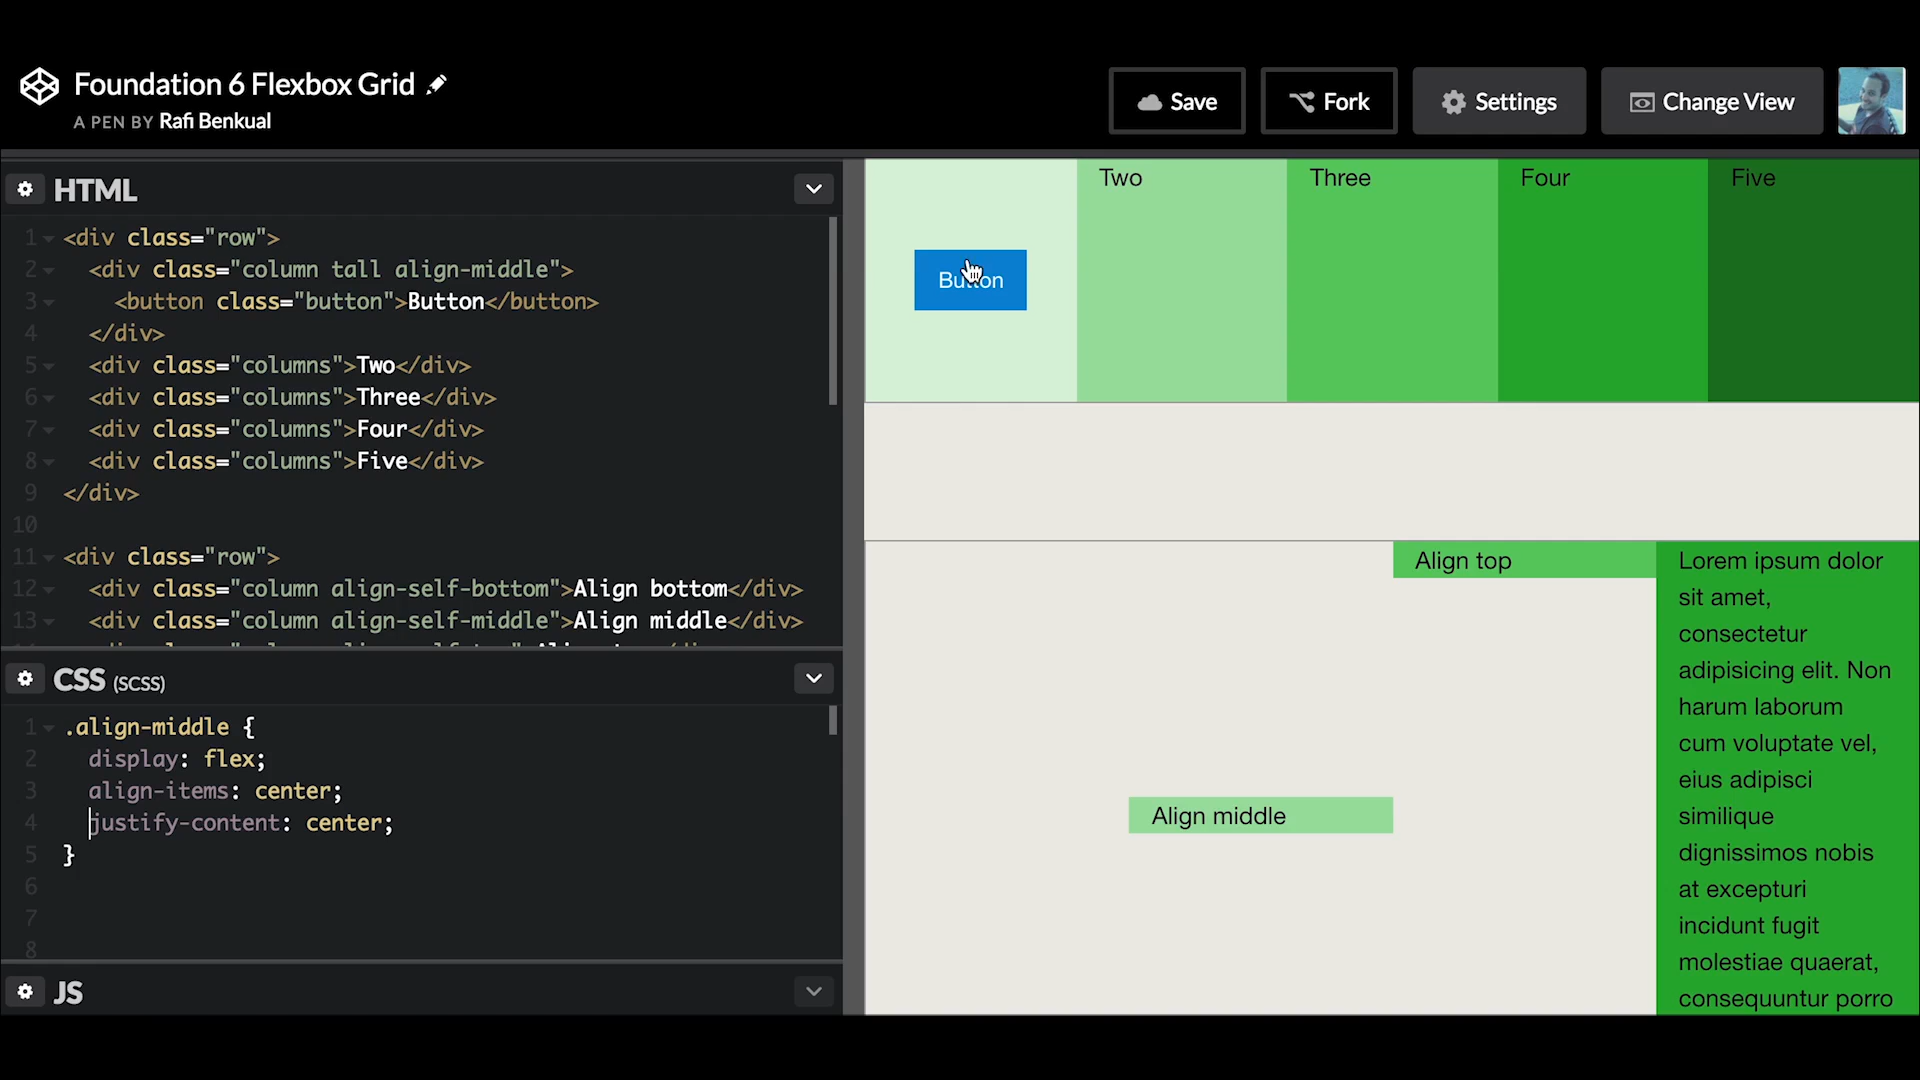 Foundation 6 Flexbox Grid
A PEN BY Rafi Benkual
Save
Fork
Settings
Change View
HTML
1 <div class="row">
2 <div class="column tall align-middle">
3 <button class="button">Button</button>
4 </div>
5 <div class="columns">Two</div>
6 <div class="columns">Three</div>
7 <div class="columns">Four</div>
8 <div class="columns">Five</div>
9 </div>
10
11 <div class="row">
12 <div class="column align-self-bottom">Align bottom</div>
13 <div class="column align-self-middle">Align middle</div>
CSS (SCSS)
1 .align-middle {
2 display: flex;
3 align-items: center;
4 justify-content: center;
5 }
6
7
8
JS
Button
Two
Three
Four
Five
Align top
Align middle
Lorem ipsum dolor
sit amet,
consectetur
adipisicing elit. Non
harum laborum
cum voluptate vel,
eius adipisci
similique
dignissimos nobis
at excepturi
incidunt fugit
molestiae quaerat,
consequuntur porro